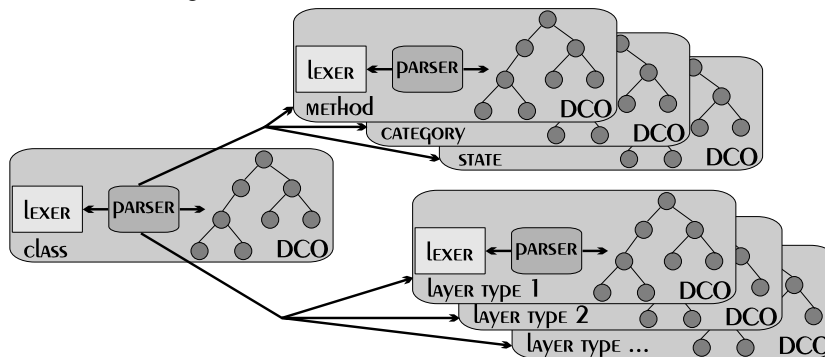 LEXER PARSER
METHOD DCO
CATEGORY DCO
STATE DCO
LEXER PARSER
CLASS DCO
LEXER PARSER
LAYER TYPE 1 DCO
LAYER TYPE 2 DCO
LAYER TYPE ... DCO